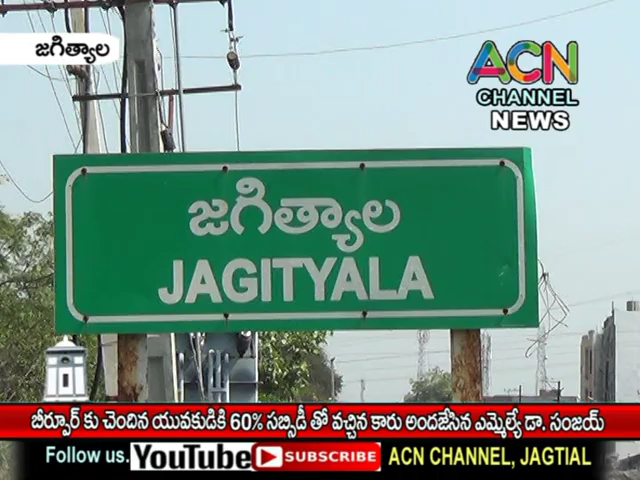 జగిత్యాల
ACN
CHANNEL
NEWS
జగిత్యాల
JAGITYALA
బీర్పూర్ కు చెందిన యువకుడికి 60% సబ్సిడీ తో వచ్చిన కారు అందజేసిన ఎమ్మెల్యే డా. సంజయ్
Follow us. YouTube SUBSCRIBE ACN CHANNEL, JAGTIAL